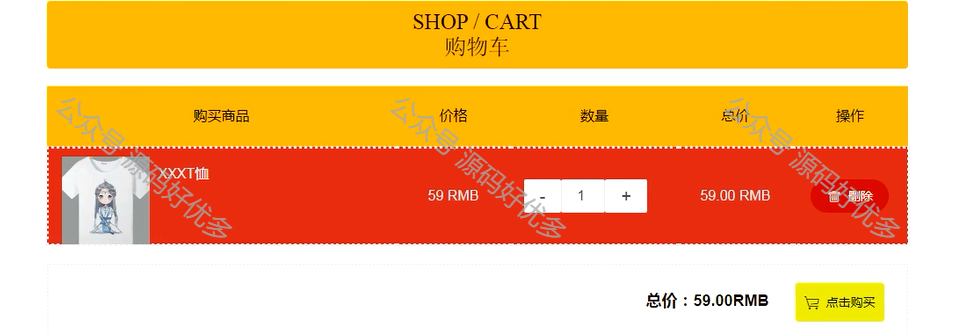 SHOP / CART
购物车
购买商品 价格 数量 总价 操作
XXXT恤
59 RMB - 1 + 59.00 RMB 删除
总价：59.00RMB 点击购买
公众号 源码好优多
公众号 源码好优多
公众号 源码好优多